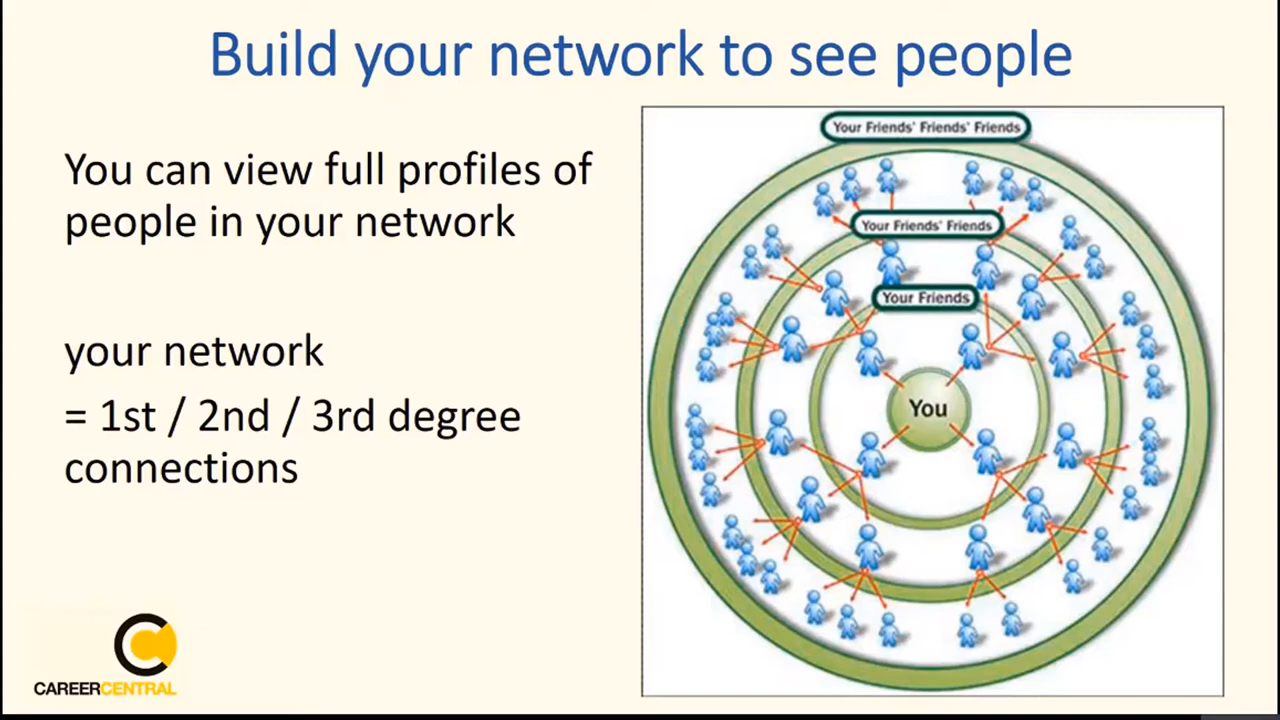 Build your network to see people
You can view full profiles of
people in your network
your network
= 1st / 2nd / 3rd degree
connections
Your Friends' Friends' Friends
Your Friends' Friends
Your Friends
You
CAREERCENTRAL